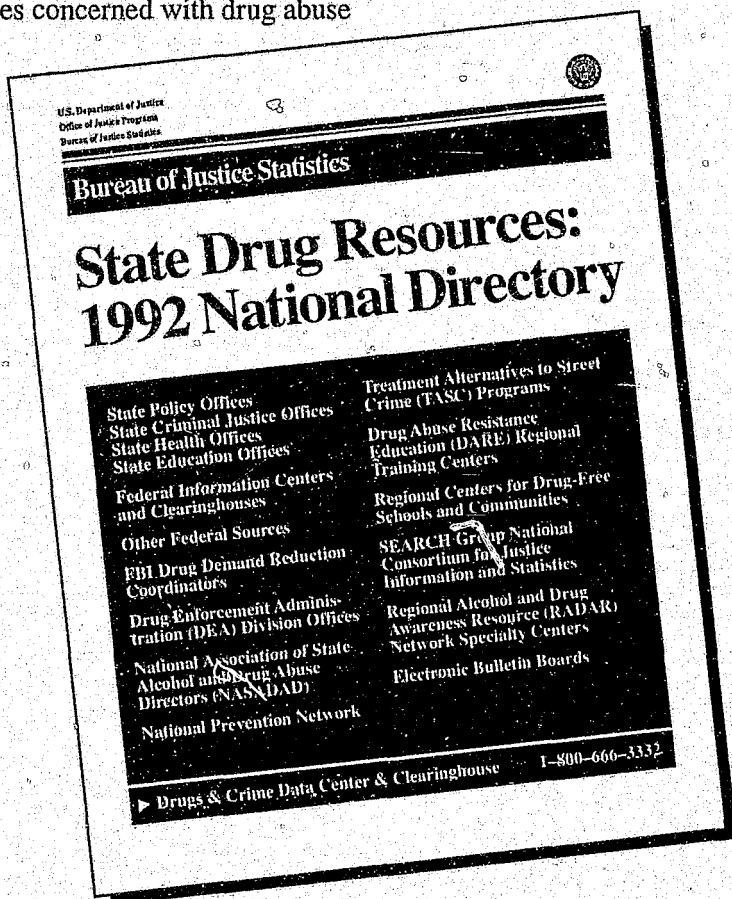 es concerned with drug abuse
U.S. Department of Justice
Office of Justice Programs
Bureau of Justice Statistics
Bureau of Justice Statistics
State Drug Resources:
1992 National Directory
State Policy Offices
State Criminal Justice Offices
State Health Offices
State Education Offices
Federal Information Centers
and Clearinghouses
Other Federal Sources
FBI Drug Demand Reduction
Coordinators
Drug Enforcement Adminis-
tration (DEA) Division Offices
National Association of State
Alcohol and Drug Abuse
Directors (NASADAD)
National Prevention Network
Treatment Alternatives to Street
Crime (TASC) Programs
Drug Abuse Resistance
Education (DARE) Regional
Training Centers
Regional Centers for Drug-Free
Schools and Communities
SEARCH Group National
Consortium for Justice
Information and Statistics
Regional Alcohol and Drug
Awareness Resource (RADAR)
Network Specialty Centers
Electronic Bulletin Boards
▶ Drugs & Crime Data Center & Clearinghouse 1–800–666–3332